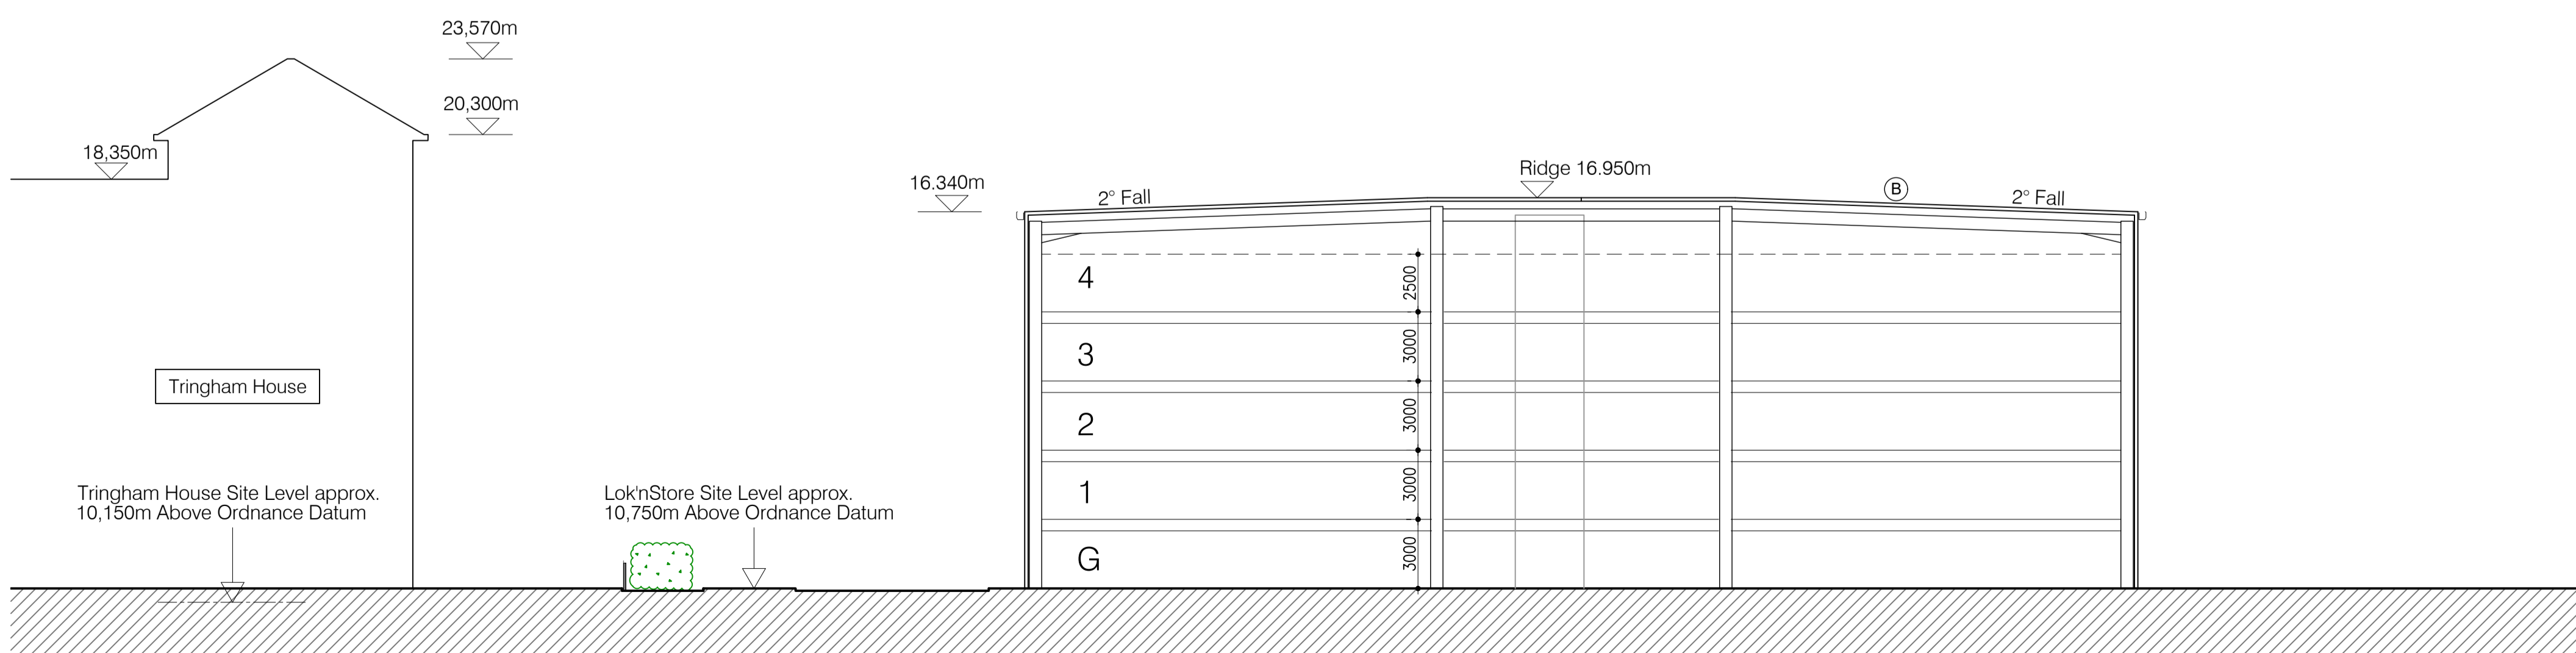 23,570m
20,300m
18,350m
Tringham House
Tringham House Site Level approx.
10,150m Above Ordnance Datum
Lok'nStore Site Level approx.
10,750m Above Ordnance Datum
16.340m
2° Fall
Ridge 16.950m
B
2° Fall
4
2500
3
3000
2
3000
1
3000
G
3000